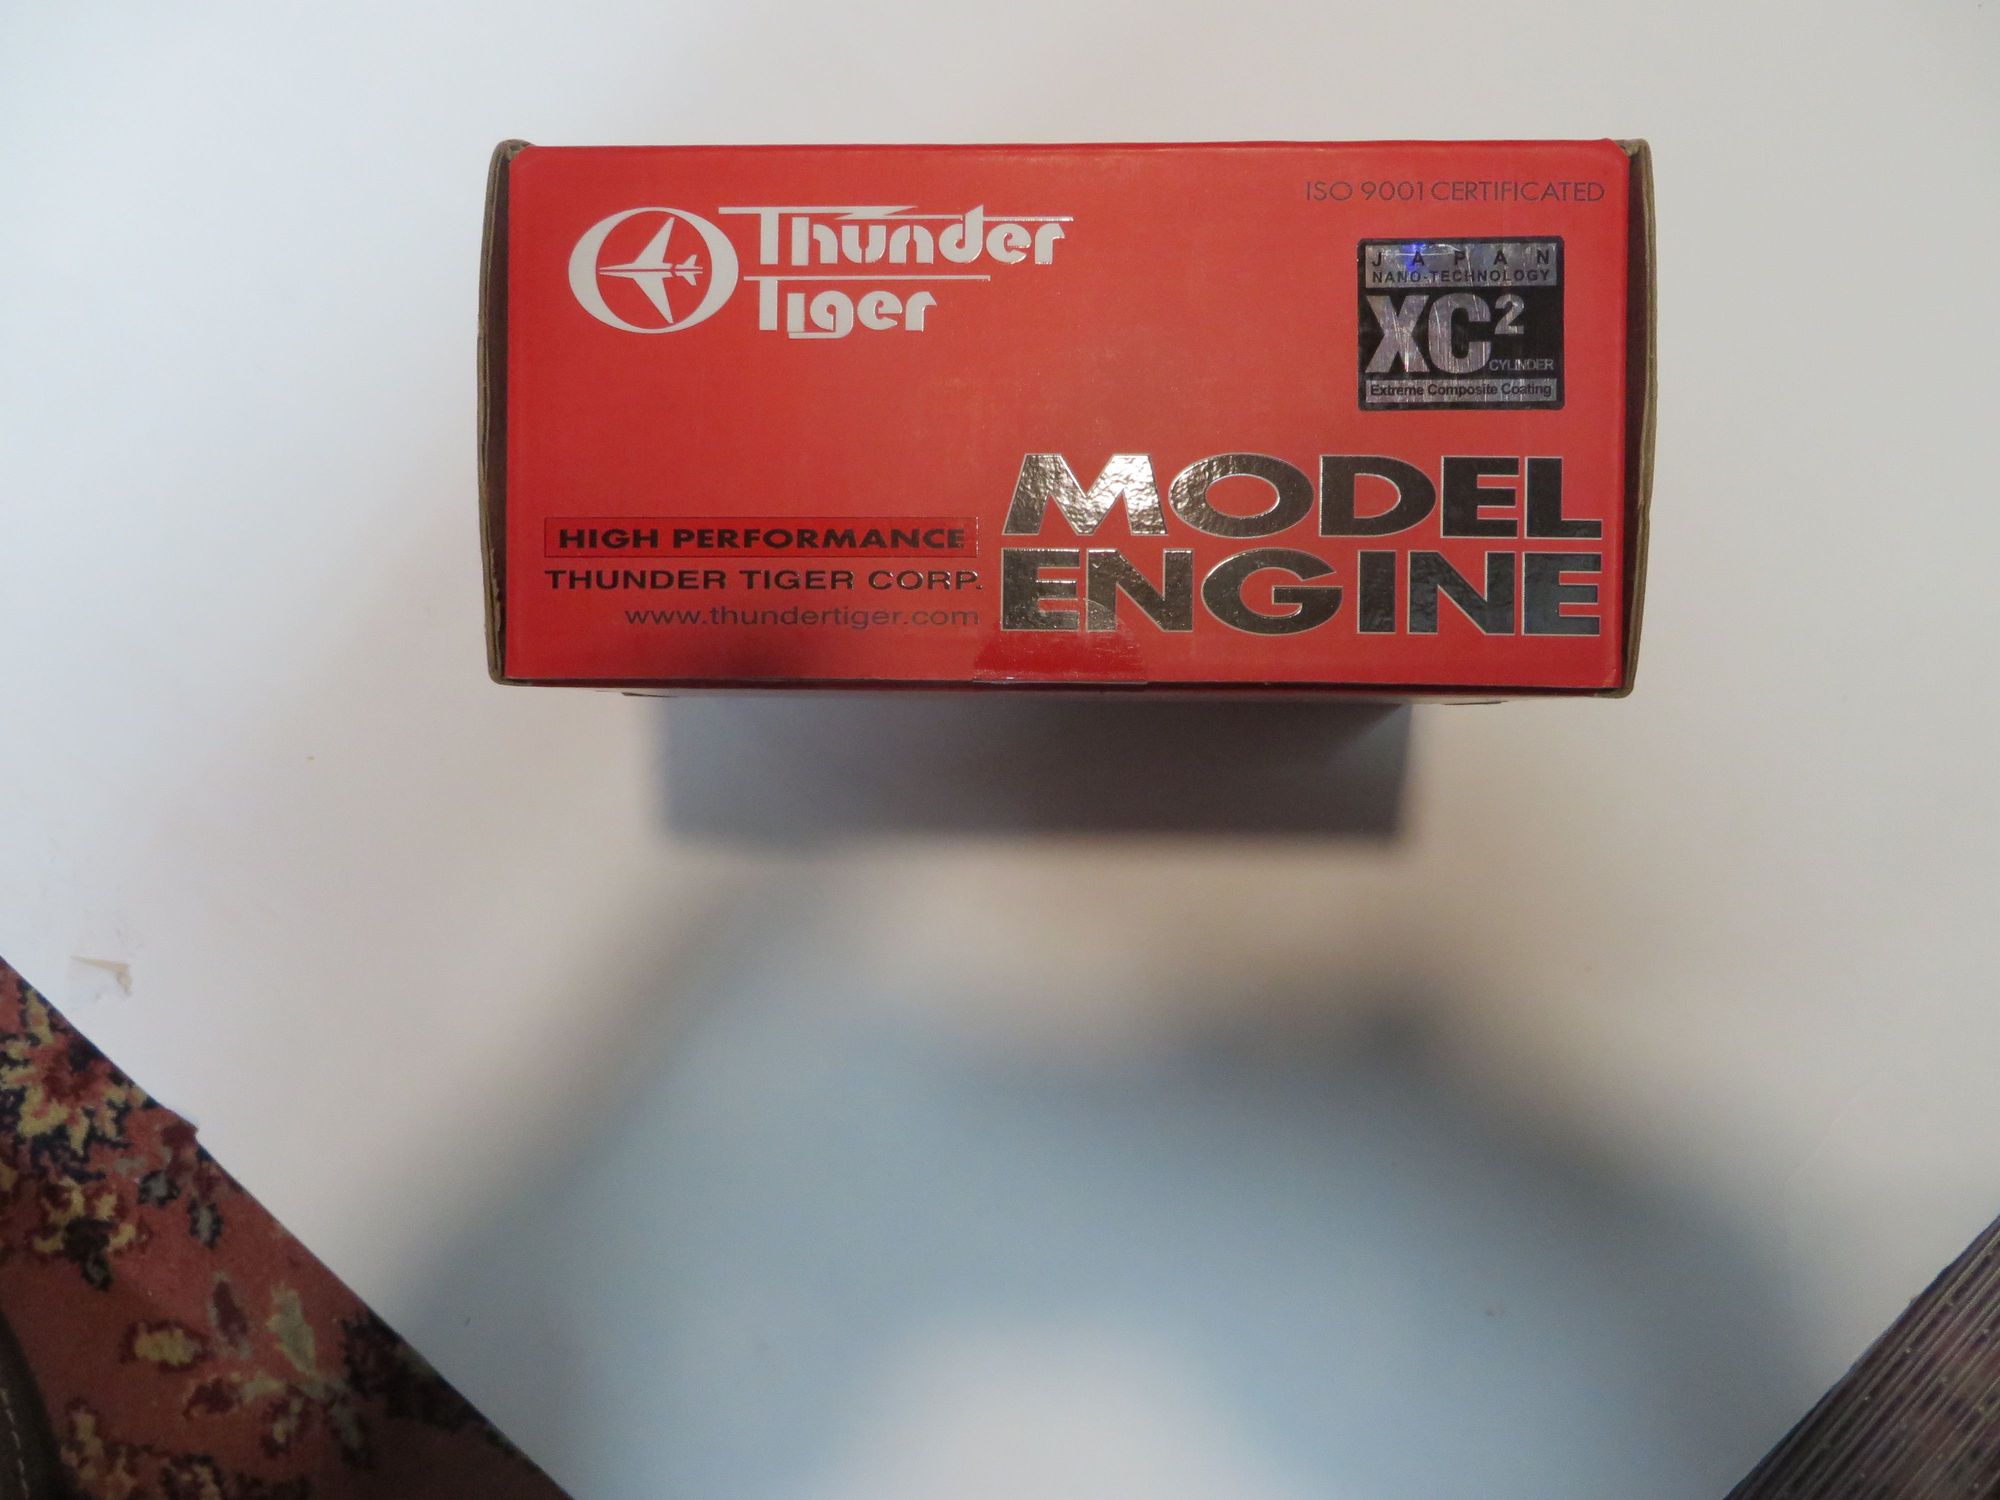 Thunder
Tiger
ISO 9001 CERTIFICATED
JAPAN
NANO-TECHNOLOGY
XC²
CYLINDER
Extreme Composite Coating
HIGH PERFORMANCE
THUNDER TIGER CORP.
www.thundertiger.com
MODEL
ENGINE